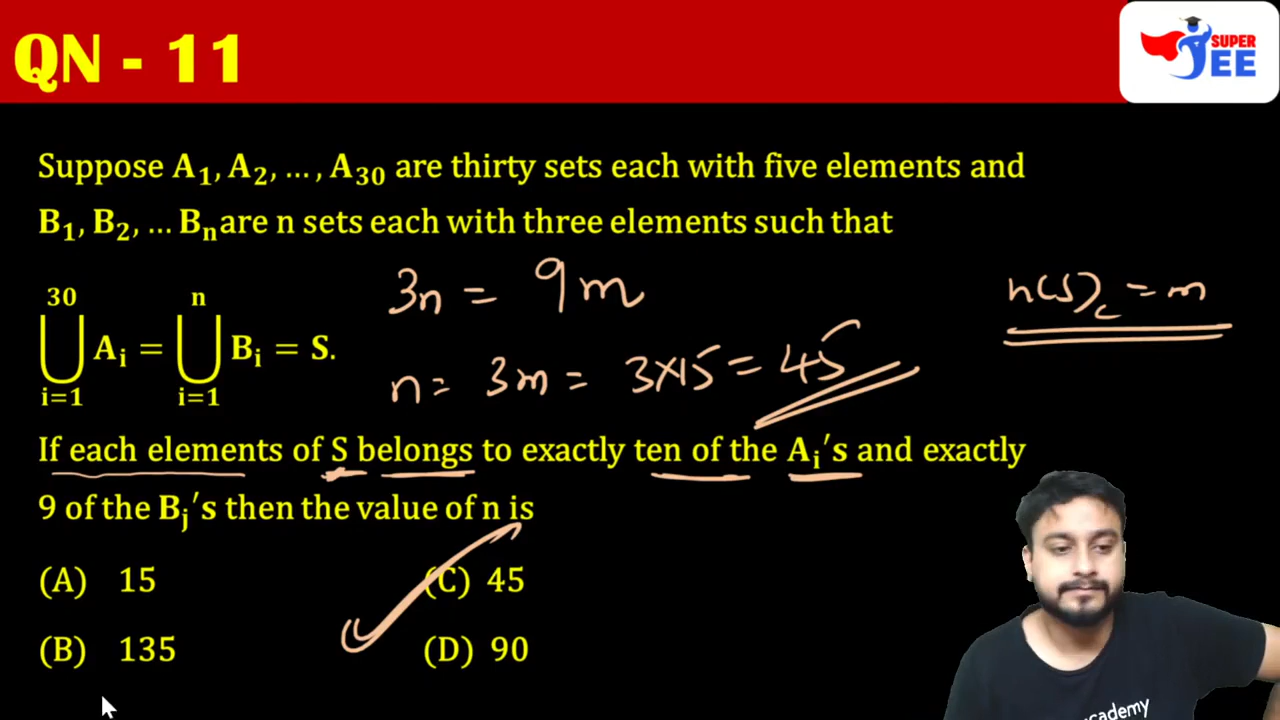 QN - 11
SUPER
JEE
Suppose A₁, A₂, ..., A₃₀ are thirty sets each with five elements and
B₁, B₂, ... Bₙare n sets each with three elements such that
3n = 9m
n(S) = m
30 n
⋃ Aᵢ = ⋃ Bᵢ = S.
i=1 i=1
n = 3m = 3×15 = 45
If each elements of S belongs to exactly ten of the Aᵢ′s and exactly
9 of the Bⱼ′s then the value of n is
(A) 15 (C) 45
(B) 135 (D) 90
cademy